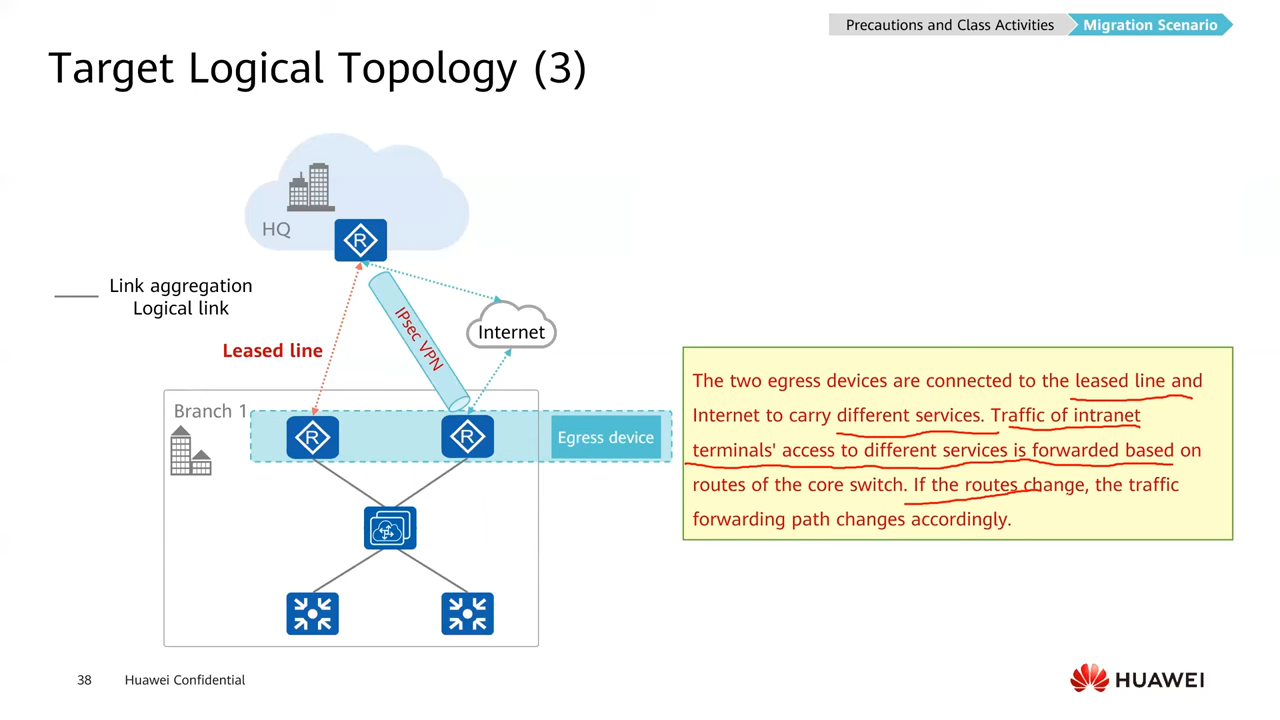 Precautions and Class Activities
Migration Scenario
Target Logical Topology (3)
HQ
R
Link aggregation
Logical link
Leased line
IPsec VPN
Internet
Branch 1
R
R
Egress device
The two egress devices are connected to the leased line and
Internet to carry different services. Traffic of intranet
terminals' access to different services is forwarded based on
routes of the core switch. If the routes change, the traffic
forwarding path changes accordingly.
38
Huawei Confidential
HUAWEI